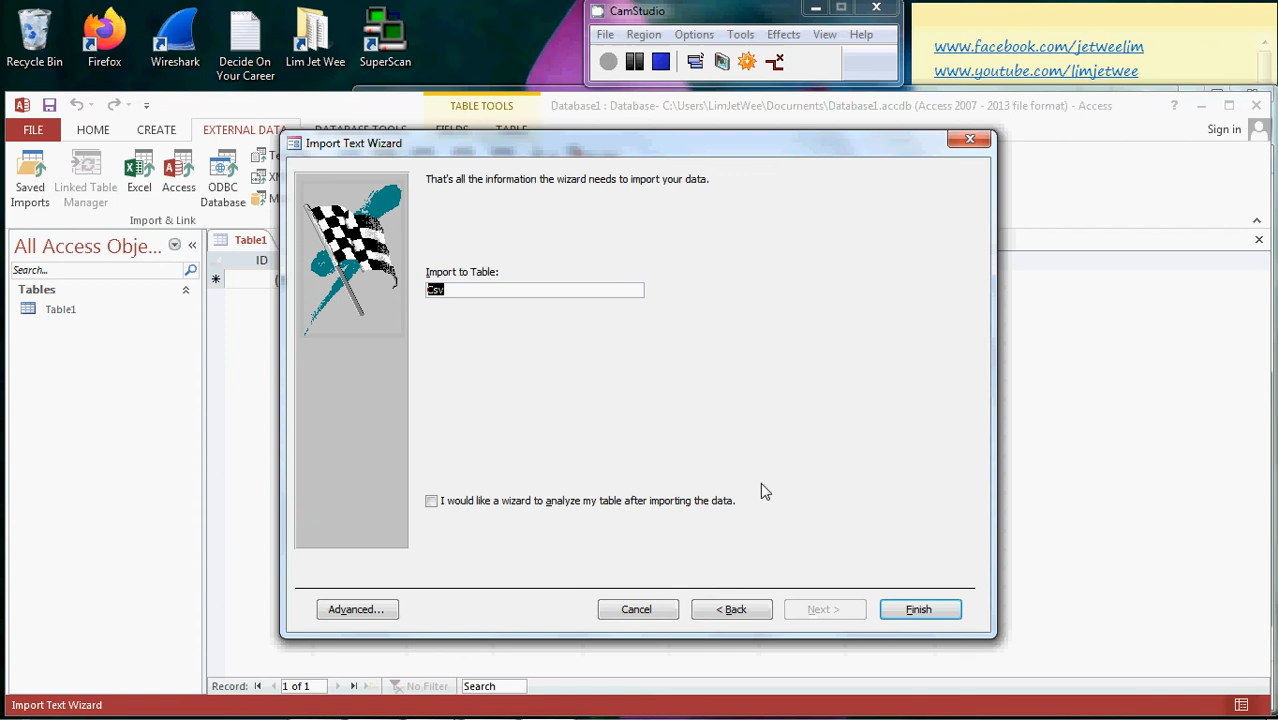 Recycle Bin
Firefox
Wireshark
Decide On
Your Career
Lim Jet Wee
SuperScan
CamStudio
File Region Options Tools Effects View Help
www.facebook.com/jetweelim
www.youtube.com/limjetwee
TABLE TOOLS
Database1 : Database- C:\Users\LimJetWee\Documents\Database1.accdb (Access 2007 - 2013 file format) - Access
FILE HOME CREATE EXTERNAL DATA DATABASE TOOLS FIELDS TABLE
Sign in
Saved
Imports
Linked Table
Manager
Excel
Access
ODBC
Database
Import & Link
All Access Obje...
Search...
Tables
Table1
Table1
ID
Import Text Wizard
That's all the information the wizard needs to import your data.
Import to Table:
Csv
I would like a wizard to analyze my table after importing the data.
Advanced...
Cancel
< Back
Next >
Finish
Record: 1 of 1 No Filter Search
Import Text Wizard